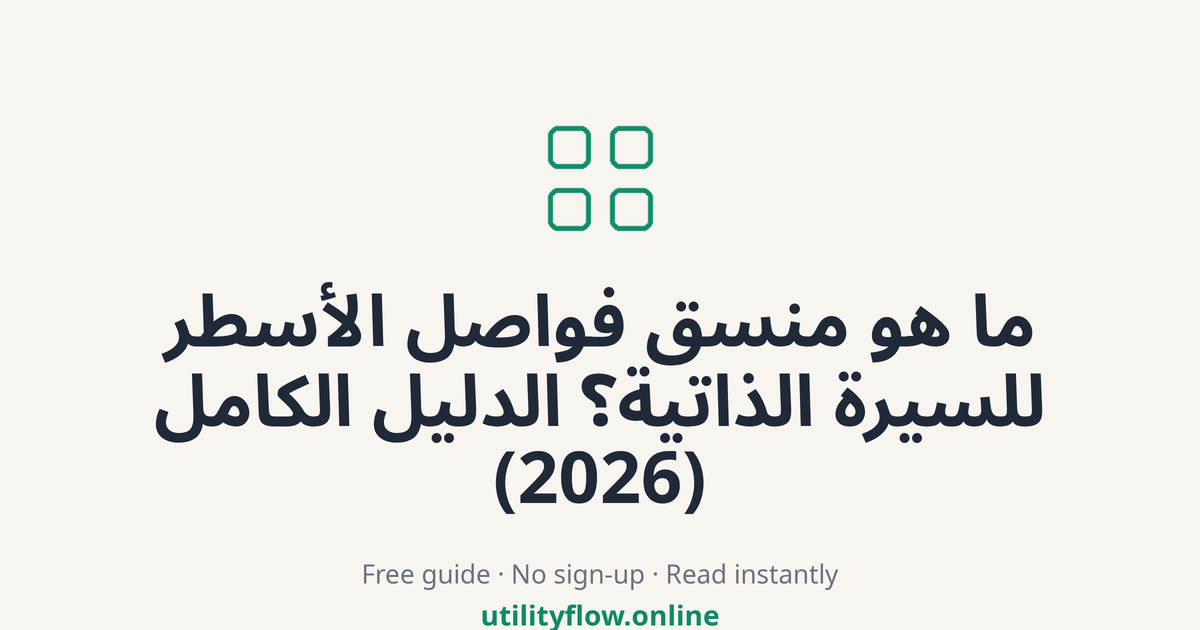 ما هو منسق فواصل الأسطر
للسيرة الذاتية؟ الدليل الكامل
(2026)
Free guide · No sign-up · Read instantly
utilityflow.online